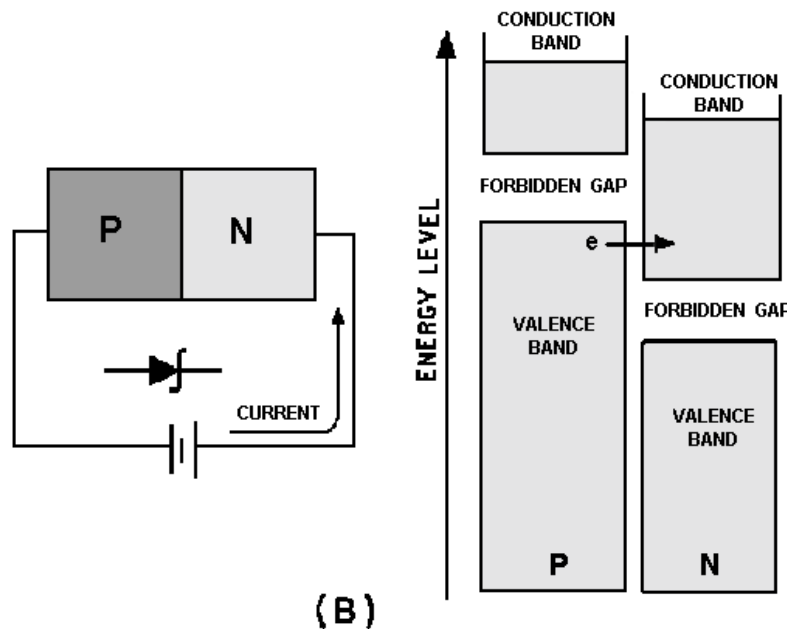 P
N
CURRENT
(B)
ENERGY LEVEL
CONDUCTION
BAND
CONDUCTION
BAND
FORBIDDEN GAP
e
FORBIDDEN GAP
VALENCE
BAND
VALENCE
BAND
P
N